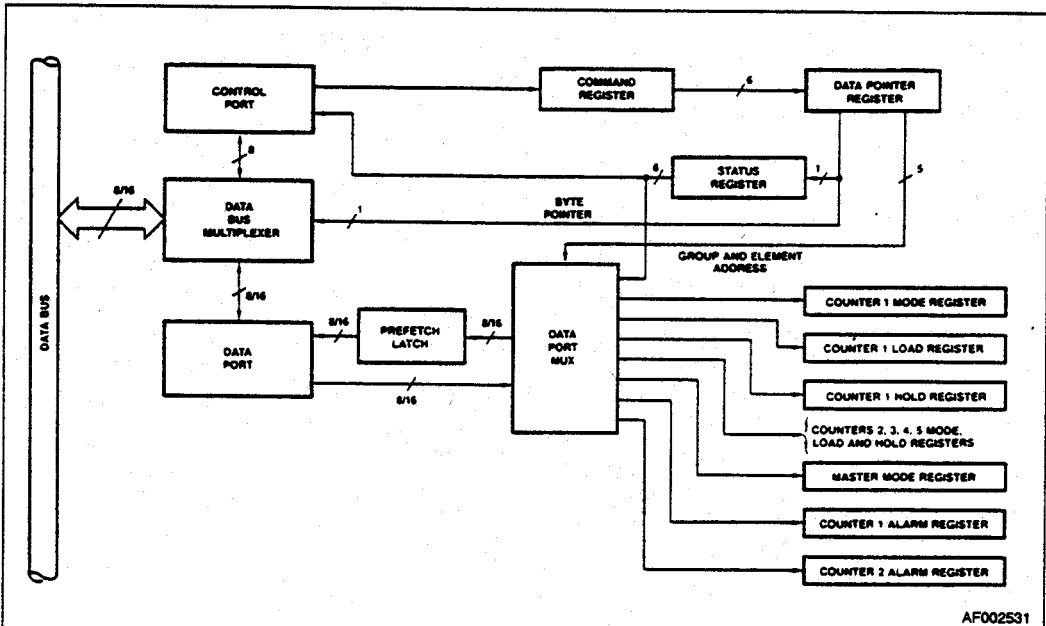 CONTROL
PORT
COMMAND
REGISTER
6
DATA POINTER
REGISTER
8
6
STATUS
REGISTER
1
5
8/16
DATA
BUS
MULTIPLEXER
1
BYTE
POINTER
GROUP AND ELEMENT
ADDRESS
8/16
DATA BUS
DATA
PORT
8/16
PREFETCH
LATCH
8/16
DATA
PORT
MUX
8/16
COUNTER 1 MODE REGISTER
COUNTER 1 LOAD REGISTER
COUNTER 1 HOLD REGISTER
COUNTERS 2, 3, 4, 5 MODE,
LOAD AND HOLD REGISTERS
MASTER MODE REGISTER
COUNTER 1 ALARM REGISTER
COUNTER 2 ALARM REGISTER
AF002531